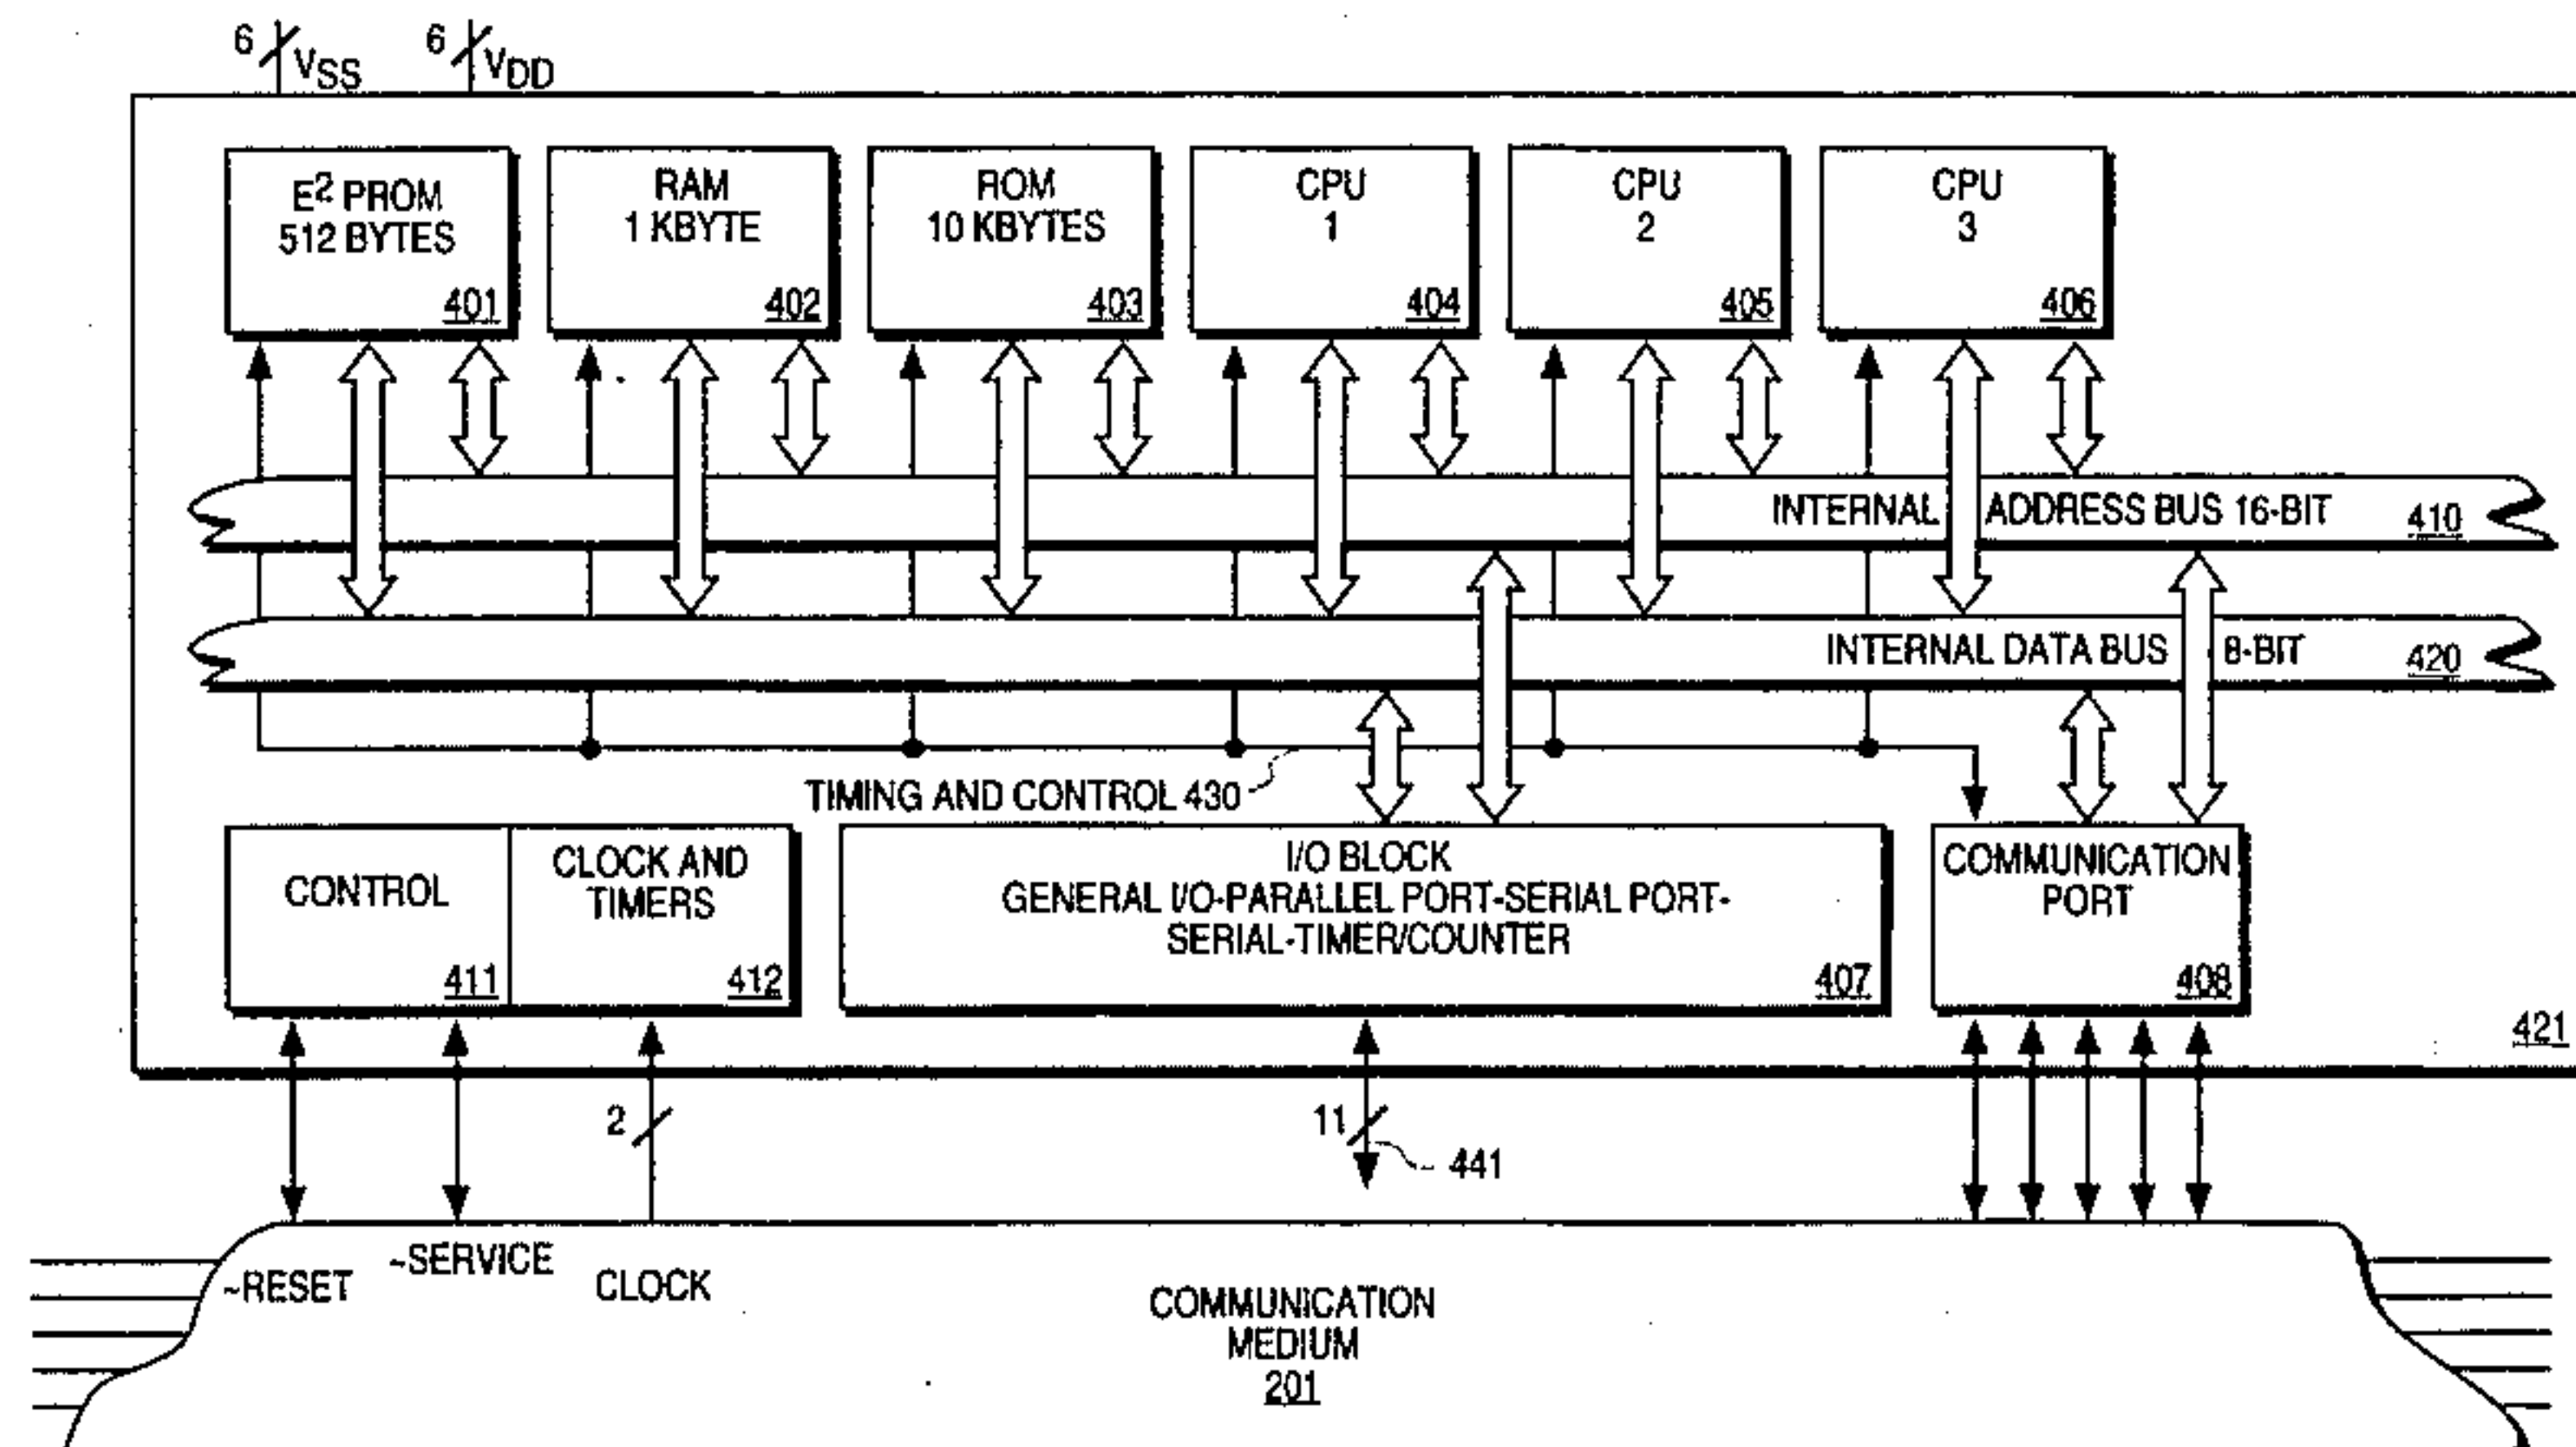 6 VSS 6 VDD
E2 PROM
512 BYTES
401
RAM
1 KBYTE
402
ROM
10 KBYTES
403
CPU
1
404
CPU
2
405
CPU
3
406
INTERNAL ADDRESS BUS 16-BIT 410
INTERNAL DATA BUS 8-BIT 420
TIMING AND CONTROL 430
CONTROL
411
CLOCK AND
TIMERS
412
I/O BLOCK
GENERAL I/O-PARALLEL PORT-SERIAL PORT-
SERIAL-TIMER/COUNTER
407
COMMUNICATION
PORT
408
421
2
11
441
~RESET
~SERVICE
CLOCK
COMMUNICATION
MEDIUM
201